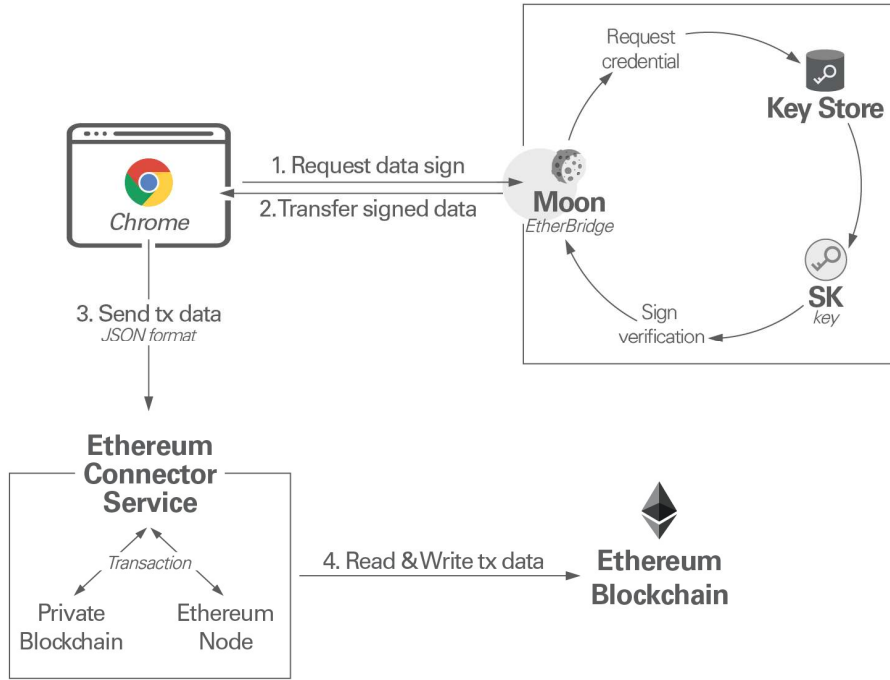 Request
credential
Key Store
1. Request data sign
2. Transfer signed data
Chrome
Moon
EtherBridge
SK
key
Sign
verification
3. Send tx data
JSON format
Ethereum
Connector
Service
Transaction
Private
Blockchain
Ethereum
Node
4. Read & Write tx data
Ethereum
Blockchain